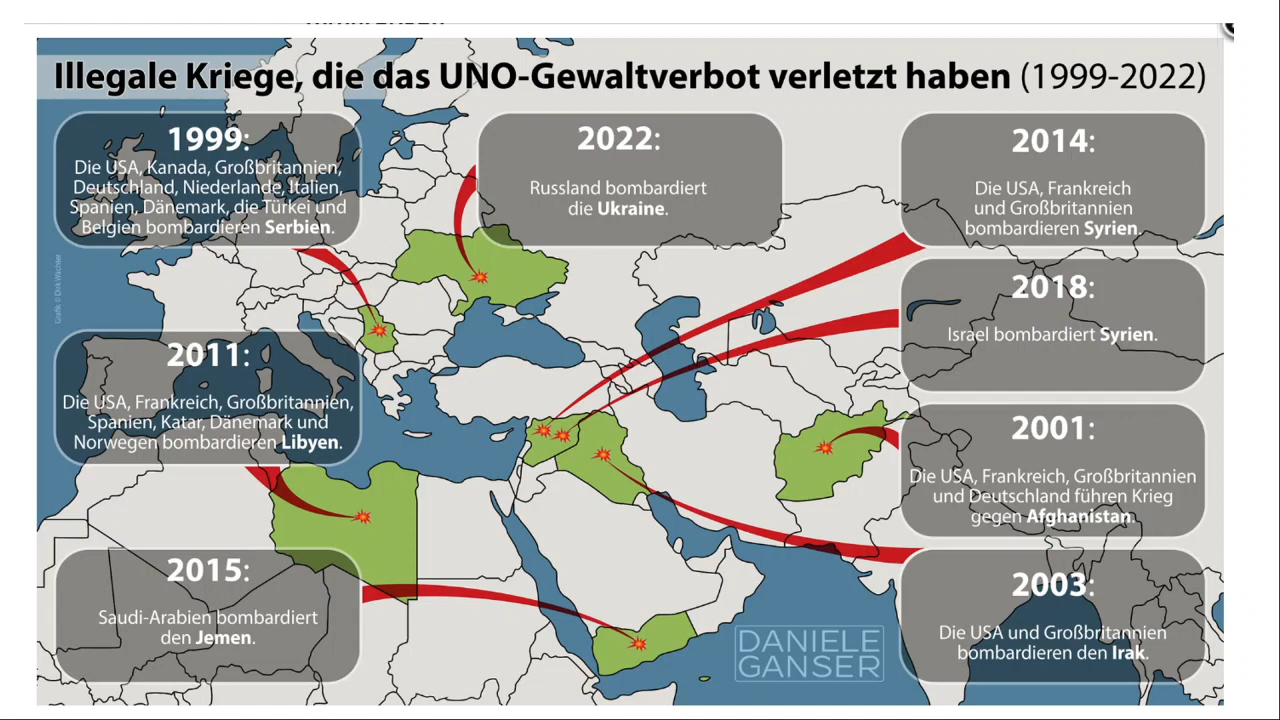 Illegale Kriege, die das UNO-Gewaltverbot verletzt haben (1999-2022)
1999:
Die USA, Kanada, Großbritannien,
Deutschland, Niederlande, Italien,
Spanien, Dänemark, die Türkei und
Belgien bombardieren Serbien.
2022:
Russland bombardiert
die Ukraine.
2014:
Die USA, Frankreich
und Großbritannien
bombardieren Syrien.
2018:
Israel bombardiert Syrien.
2011:
Die USA, Frankreich, Großbritannien,
Spanien, Katar, Dänemark und
Norwegen bombardieren Libyen.
2001:
Die USA, Frankreich, Großbritannien
und Deutschland führen Krieg
gegen Afghanistan.
2015:
Saudi-Arabien bombardiert
den Jemen.
2003:
Die USA und Großbritannien
bombardieren den Irak.
DANIELE
GANSER
Grafik © Dirk Wächter